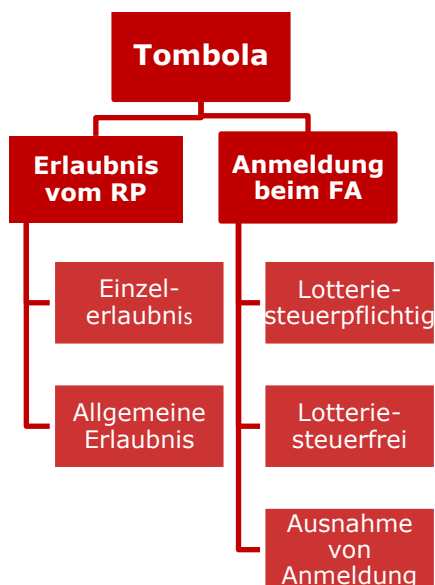 Tombola
Erlaubnis
vom RP
Einzel-
erlaubnis
Allgemeine
Erlaubnis
Anmeldung
beim FA
Lotterie-
steuerpflichtig
Lotterie-
steuerfrei
Ausnahme
von
Anmeldung